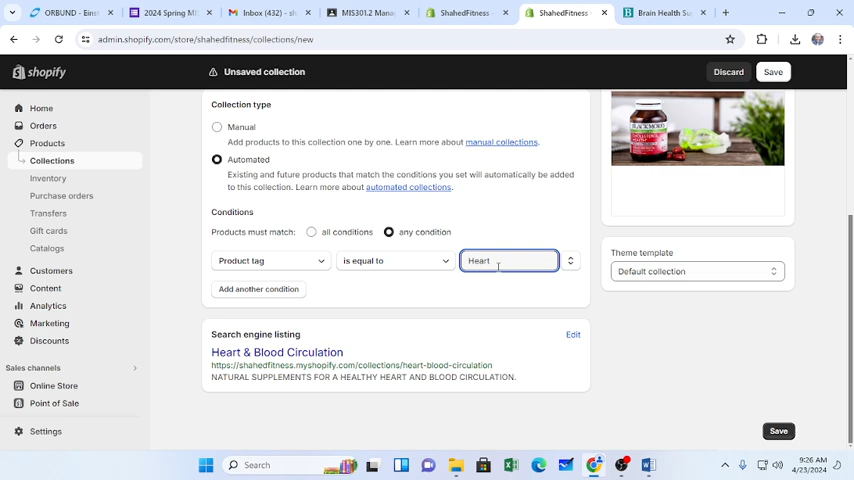 ORBUND - Einst
2024 Spring MI
Inbox (432) - sh
MIS301.2 Manag
ShahedFitness ·
ShahedFitness ·
Brain Health Su
admin.shopify.com/store/shahedfitness/collections/new
shopify
Unsaved collection
Discard
Save
Home
Orders
Products
Collections
Inventory
Purchase orders
Transfers
Gift cards
Catalogs
Customers
Content
Analytics
Marketing
Discounts
Sales channels
Online Store
Point of Sale
Settings
Collection type
Manual
Add products to this collection one by one. Learn more about manual collections.
Automated
Existing and future products that match the conditions you set will automatically be added
to this collection. Learn more about automated collections.
Conditions
Products must match: all conditions any condition
Product tag is equal to Heart
Add another condition
Search engine listing Edit
Heart & Blood Circulation
https://shahedfitness.myshopify.com/collections/heart-blood-circulation
NATURAL SUPPLEMENTS FOR A HEALTHY HEART AND BLOOD CIRCULATION.
BLACKMORES
Theme template
Default collection
Save
Search
9:26 AM
4/23/2024